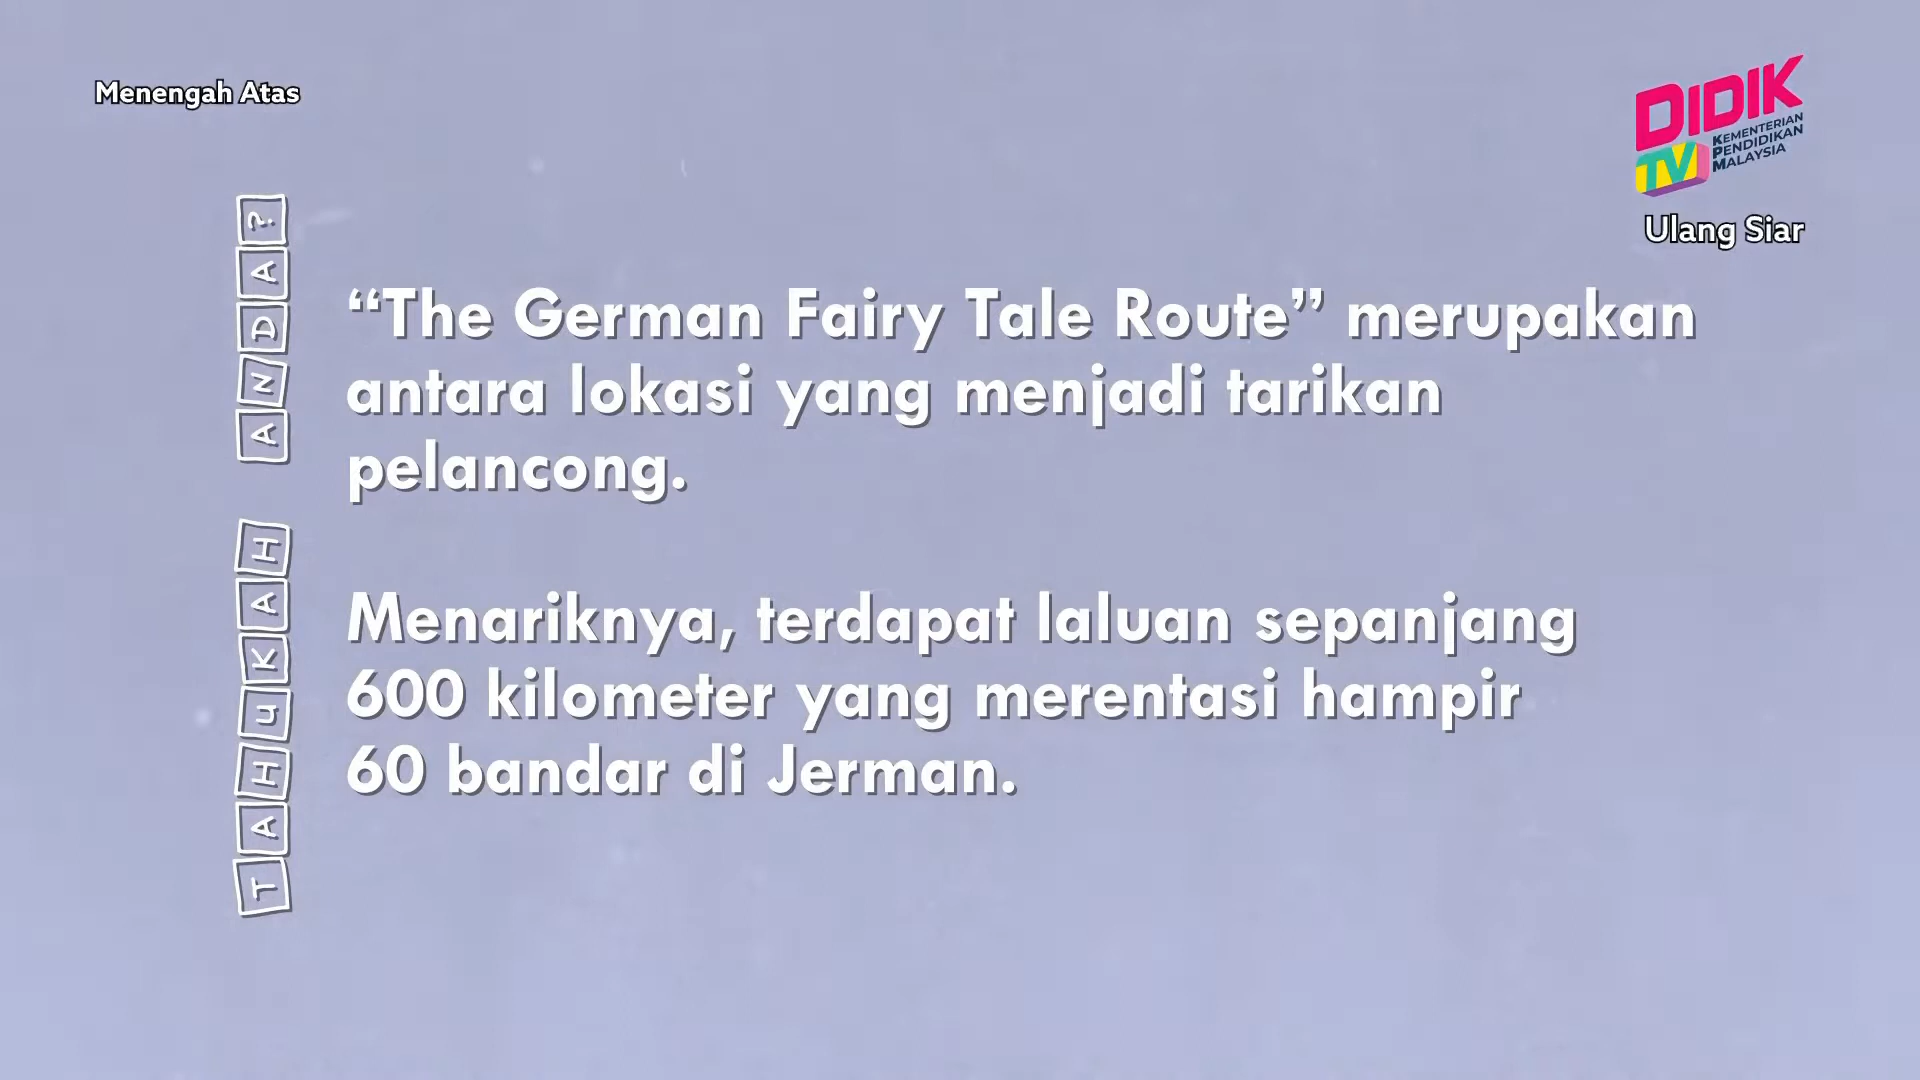 Menengah Atas
DIDIK
TV
KEMENTERIAN
PENDIDIKAN
MALAYSIA
Ulang Siar
TAHUKAH ANDA?
“The German Fairy Tale Route” merupakan
antara lokasi yang menjadi tarikan
pelancong.
Menariknya, terdapat laluan sepanjang
600 kilometer yang merentasi hampir
60 bandar di Jerman.